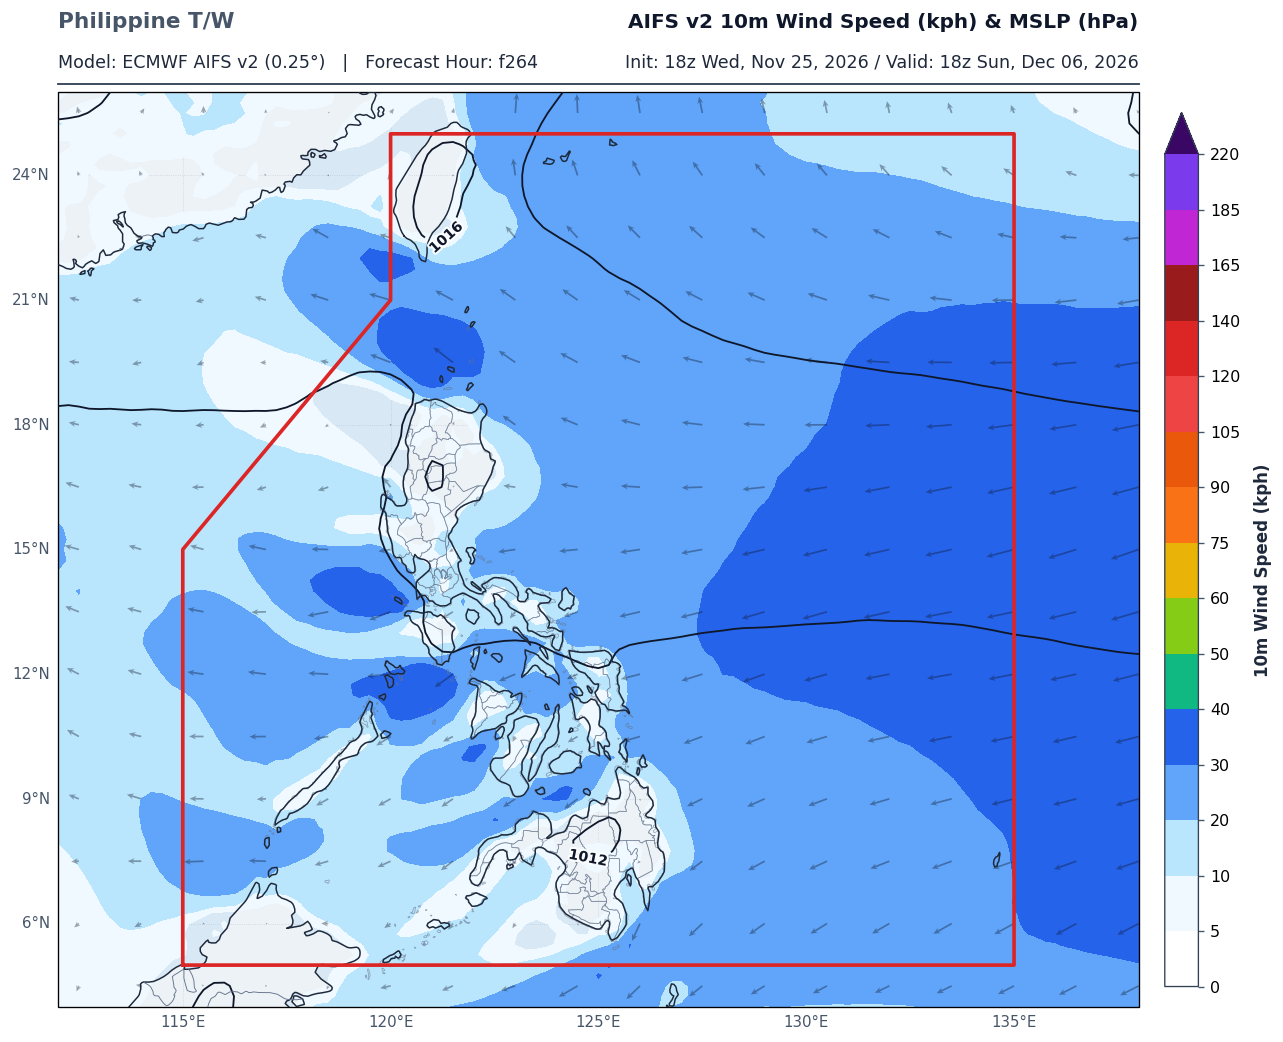 Philippine T/W
AIFS v2 10m Wind Speed (kph) & MSLP (hPa)
Model: ECMWF AIFS v2 (0.25°) | Forecast Hour: f264
Init: 18z Wed, Nov 25, 2026 / Valid: 18z Sun, Dec 06, 2026
24°N
21°N
18°N
15°N
12°N
9°N
6°N
1016
1012
115°E
120°E
125°E
130°E
135°E
220
185
165
140
120
105
90
75
60
50
40
30
20
10
5
0
10m Wind Speed (kph)